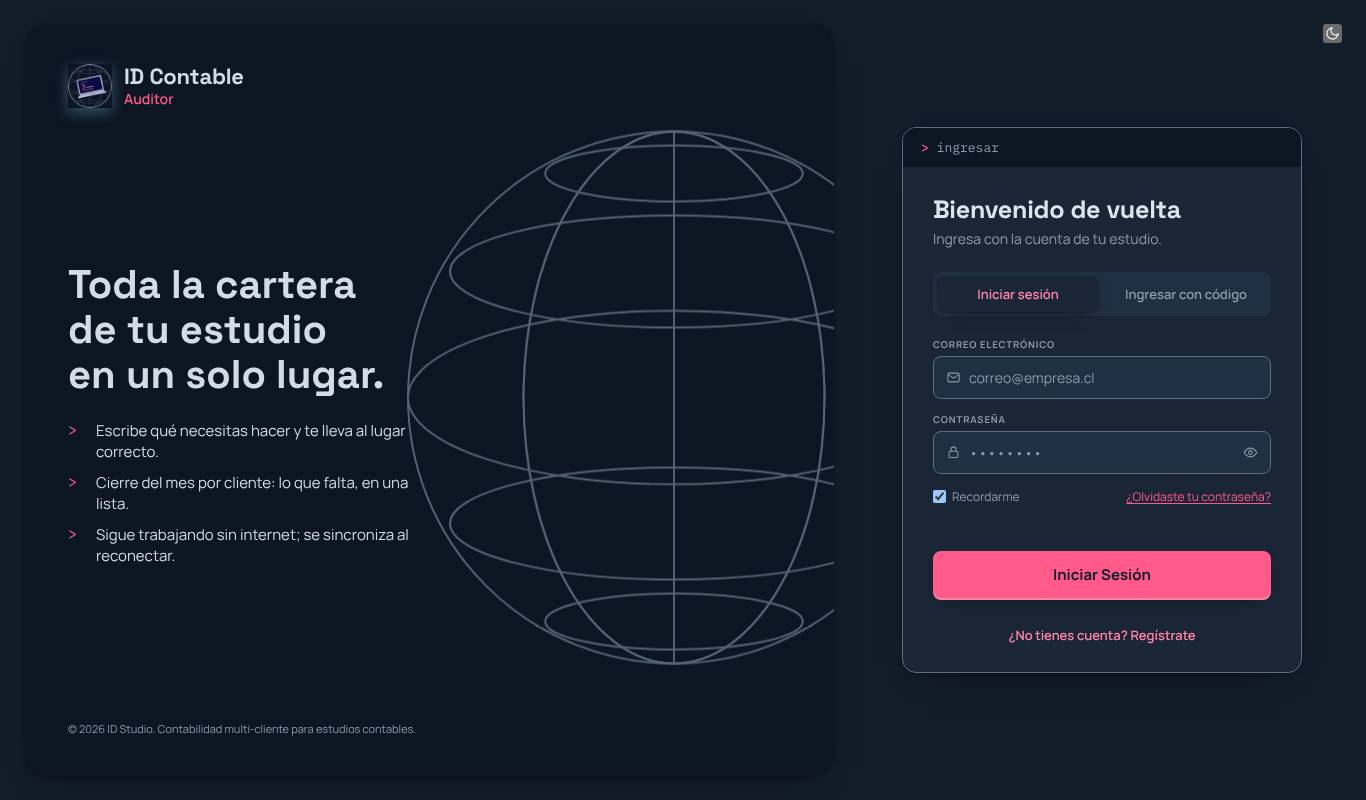 ID Contable
Auditor
Toda la cartera
de tu estudio
en un solo lugar.
> Escribe qué necesitas hacer y te lleva al lugar
correcto.
> Cierre del mes por cliente: lo que falta, en una
lista.
> Sigue trabajando sin internet; se sincroniza al
reconectar.
© 2026 ID Studio. Contabilidad multi-cliente para estudios contables.
> ingresar
Bienvenido de vuelta
Ingresa con la cuenta de tu estudio.
Iniciar sesión
Ingresar con código
CORREO ELECTRÓNICO
correo@empresa.cl
CONTRASEÑA
••••••••
Recordarme
¿Olvidaste tu contraseña?
Iniciar Sesión
¿No tienes cuenta? Regístrate